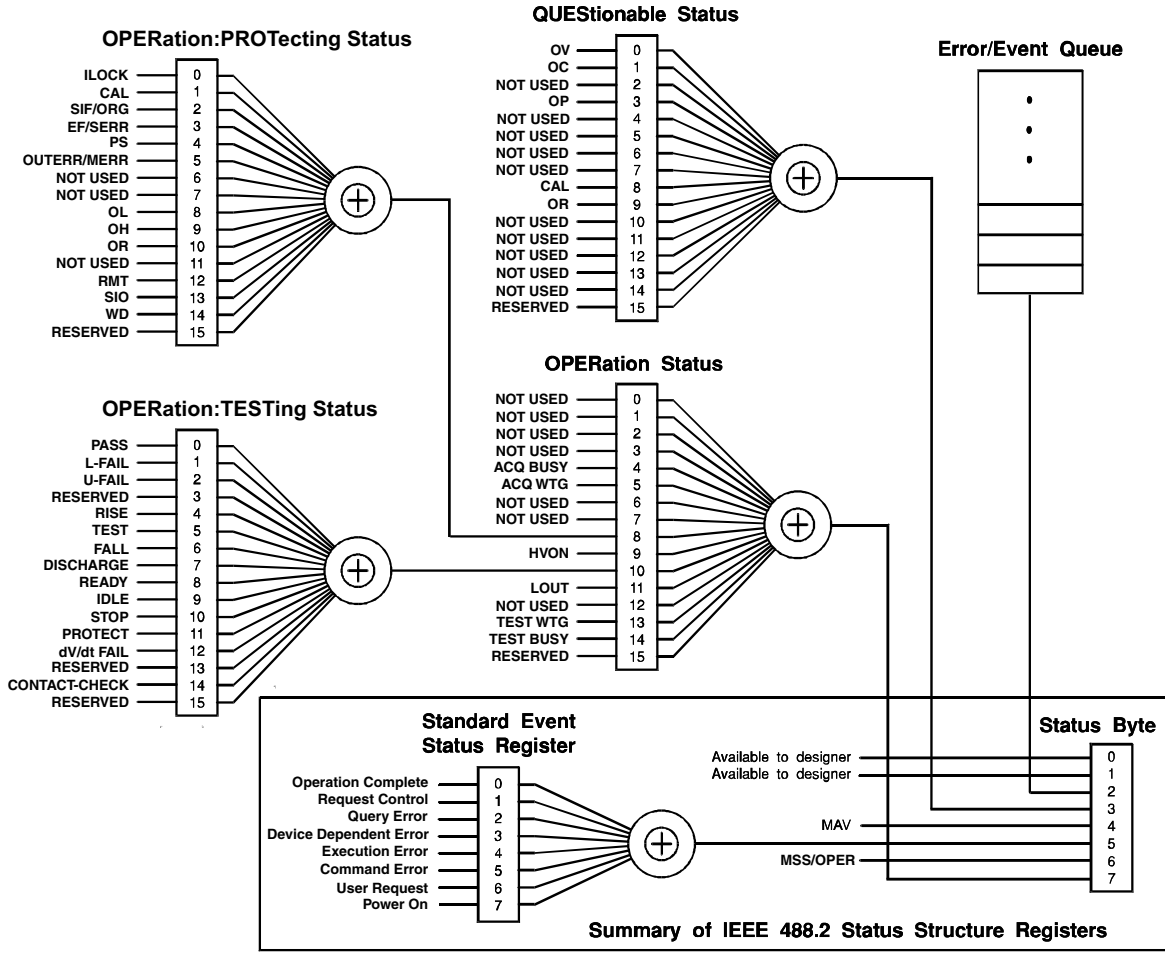 QUEStionable Status
OV 0
OC 1
NOT USED 2
OP 3
NOT USED 4
NOT USED 5
NOT USED 6
NOT USED 7
CAL 8
OR 9
NOT USED 10
NOT USED 11
NOT USED 12
NOT USED 13
NOT USED 14
RESERVED 15
OPERation:PROTecting Status
ILOCK 0
CAL 1
SIF/ORG 2
EF/SERR 3
PS 4
OUTERR/MERR 5
NOT USED 6
NOT USED 7
OL 8
OH 9
OR 10
NOT USED 11
RMT 12
SIO 13
WD 14
RESERVED 15
Error/Event Queue
OPERation Status
NOT USED 0
NOT USED 1
NOT USED 2
NOT USED 3
ACQ BUSY 4
ACQ WTG 5
NOT USED 6
NOT USED 7
8
HVON 9
10
LOUT 11
NOT USED 12
TEST WTG 13
TEST BUSY 14
RESERVED 15
OPERation:TESTing Status
PASS 0
L-FAIL 1
U-FAIL 2
RESERVED 3
RISE 4
TEST 5
FALL 6
DISCHARGE 7
READY 8
IDLE 9
STOP 10
PROTECT 11
dV/dt FAIL 12
RESERVED 13
CONTACT-CHECK 14
RESERVED 15
Standard Event
Status Register
Operation Complete 0
Request Control 1
Query Error 2
Device Dependent Error 3
Execution Error 4
Command Error 5
User Request 6
Power On 7
Status Byte
Available to designer 0
Available to designer 1
2
3
MAV 4
5
MSS/OPER 6
7
Summary of IEEE 488.2 Status Structure Registers